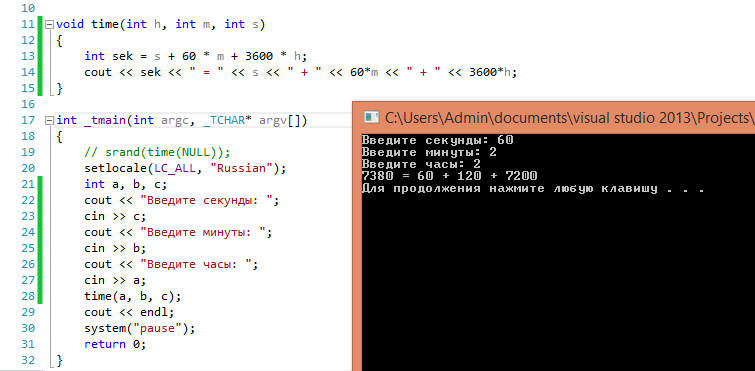 10
11 void time(int h, int m, int s)
12 {
13 int sek = s + 60 * m + 3600 * h;
14 cout << sek << " = " << s << " + " << 60*m << " + " << 3600*h;
15 }
16
17 int _tmain(int argc, _TCHAR* argv[])
18 {
19 // srand(time(NULL));
20 setlocale(LC_ALL, "Russian");
21 int a, b, c;
22 cout << "Введите секунды: ";
23 cin >> c;
24 cout << "Введите минуты: ";
25 cin >> b;
26 cout << "Введите часы: ";
27 cin >> a;
28 time(a, b, c);
29 cout << endl;
30 system("pause");
31 return 0;
32 }
C:\Users\Admin\documents\visual studio 2013\Projects\
Введите секунды: 60
Введите минуты: 2
Введите часы: 2
7380 = 60 + 120 + 7200
Для продолжения нажмите любую клавишу . . .